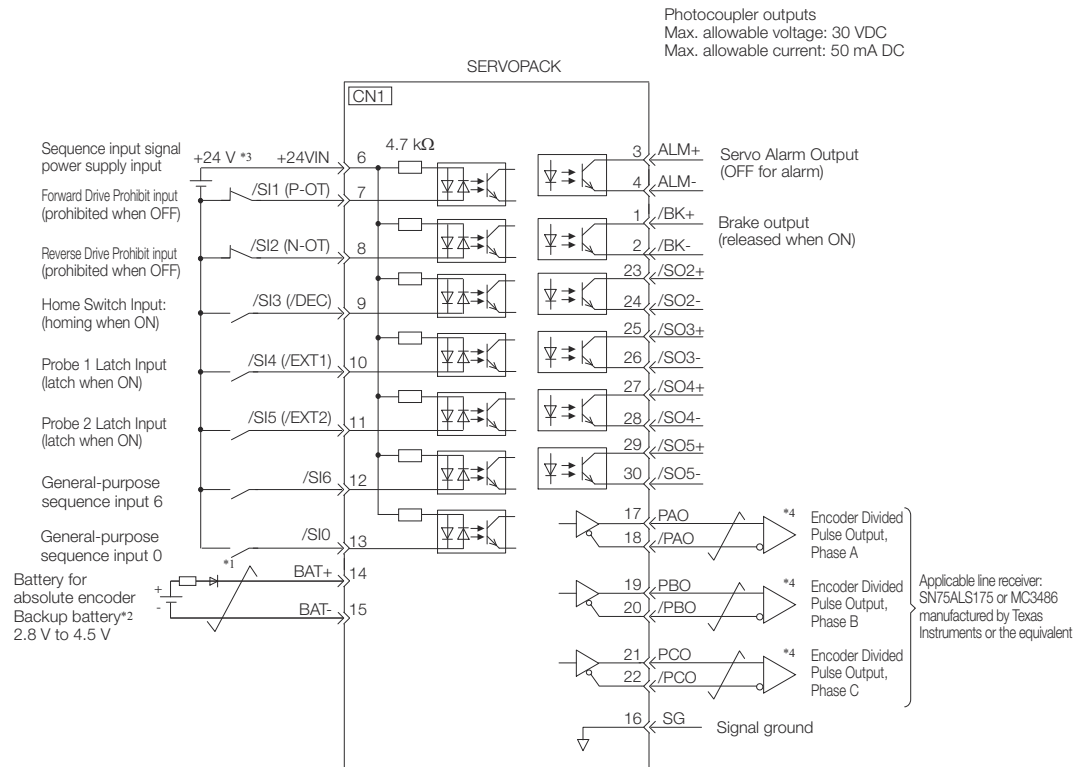 Photocoupler outputs
Max. allowable voltage: 30 VDC
Max. allowable current: 50 mA DC
SERVOPACK
CN1
Sequence input signal
power supply input
+24 V *3
+24VIN
6
4.7 kΩ
Forward Drive Prohibit input
(prohibited when OFF)
/SI1 (P-OT)
7
Reverse Drive Prohibit input
(prohibited when OFF)
/SI2 (N-OT)
8
Home Switch Input:
(homing when ON)
/SI3 (/DEC)
9
Probe 1 Latch Input
(latch when ON)
/SI4 (/EXT1)
10
Probe 2 Latch Input
(latch when ON)
/SI5 (/EXT2)
11
General-purpose
sequence input 6
/SI6
12
General-purpose
sequence input 0
/SI0
13
*1
Battery for
absolute encoder
Backup battery*2
2.8 V to 4.5 V
+
-
BAT+
14
BAT-
15
3
ALM+
4
ALM-
Servo Alarm Output
(OFF for alarm)
1
/BK+
2
/BK-
Brake output
(released when ON)
23
/SO2+
24
/SO2-
25
/SO3+
26
/SO3-
27
/SO4+
28
/SO4-
29
/SO5+
30
/SO5-
17
PAO
18
/PAO
*4
Encoder Divided
Pulse Output,
Phase A
19
PBO
20
/PBO
*4
Encoder Divided
Pulse Output,
Phase B
21
PCO
22
/PCO
*4
Encoder Divided
Pulse Output,
Phase C
Applicable line receiver:
SN75ALS175 or MC3486
manufactured by Texas
Instruments or the equivalent
16
SG
Signal ground